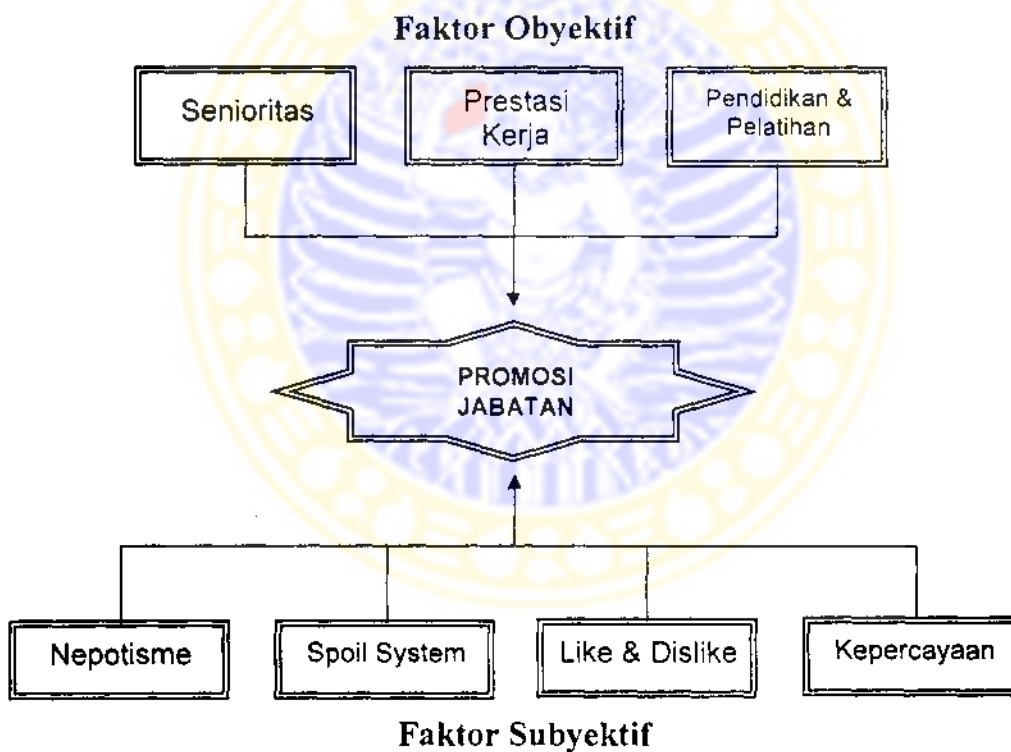 Faktor Obyektif
Senioritas
Prestasi
Kerja
Pendidikan &
Pelatihan
PROMOSI
JABATAN
Nepotisme
Spoil System
Like & Dislike
Kepercayaan
Faktor Subyektif